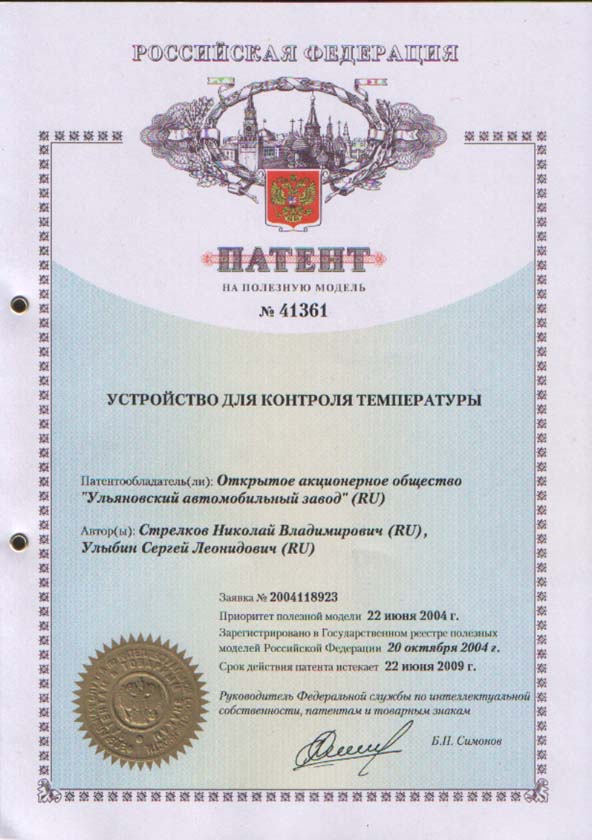 РОССИЙСКАЯ ФЕДЕРАЦИЯ
ПАТЕНТ
НА ПОЛЕЗНУЮ МОДЕЛЬ
№ 41361
УСТРОЙСТВО ДЛЯ КОНТРОЛЯ ТЕМПЕРАТУРЫ
Патентообладатель(ли): Открытое акционерное общество
"Ульяновский автомобильный завод" (RU)
Автор(ы): Стрелков Николай Владимирович (RU),
Улыбин Сергей Леонидович (RU)
Заявка № 2004118923
Приоритет полезной модели 22 июня 2004 г.
Зарегистрировано в Государственном реестре полезных
моделей Российской Федерации 20 октября 2004 г.
Срок действия патента истекает 22 июня 2009 г.
Руководитель Федеральной службы по интеллектуальной
собственности, патентам и товарным знакам
Б.П. Симонов